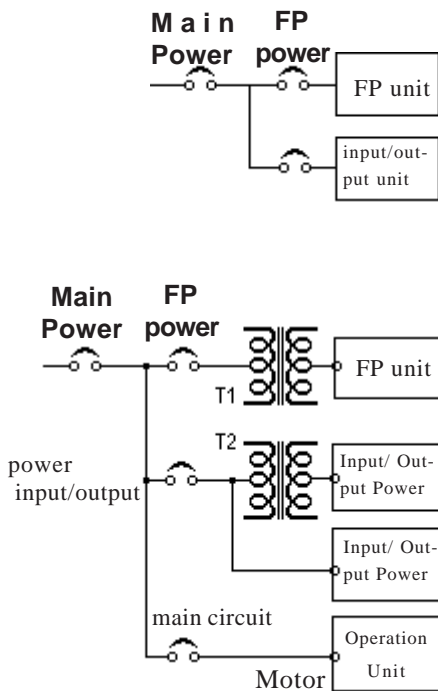 Main
Power
FP
power
FP unit
input/out-
put unit
Main
Power
FP
power
FP unit
T1
T2
power
input/output
Input/ Out-
put Power
Input/ Out-
put Power
main circuit
Operation
Unit
Motor